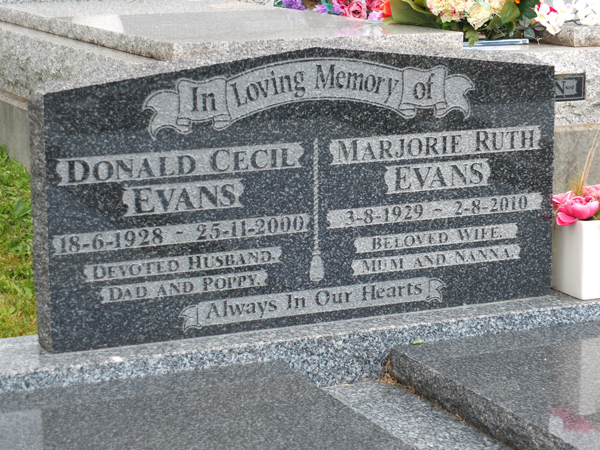 In Loving Memory of
DONALD CECIL
EVANS
18-6-1928 - 25-11-2000
DEVOTED HUSBAND.
DAD AND POPPY.
MARJORIE RUTH
EVANS
3-8-1929 - 2-8-2010
BELOVED WIFE.
MUM AND NANNA.
Always In Our Hearts